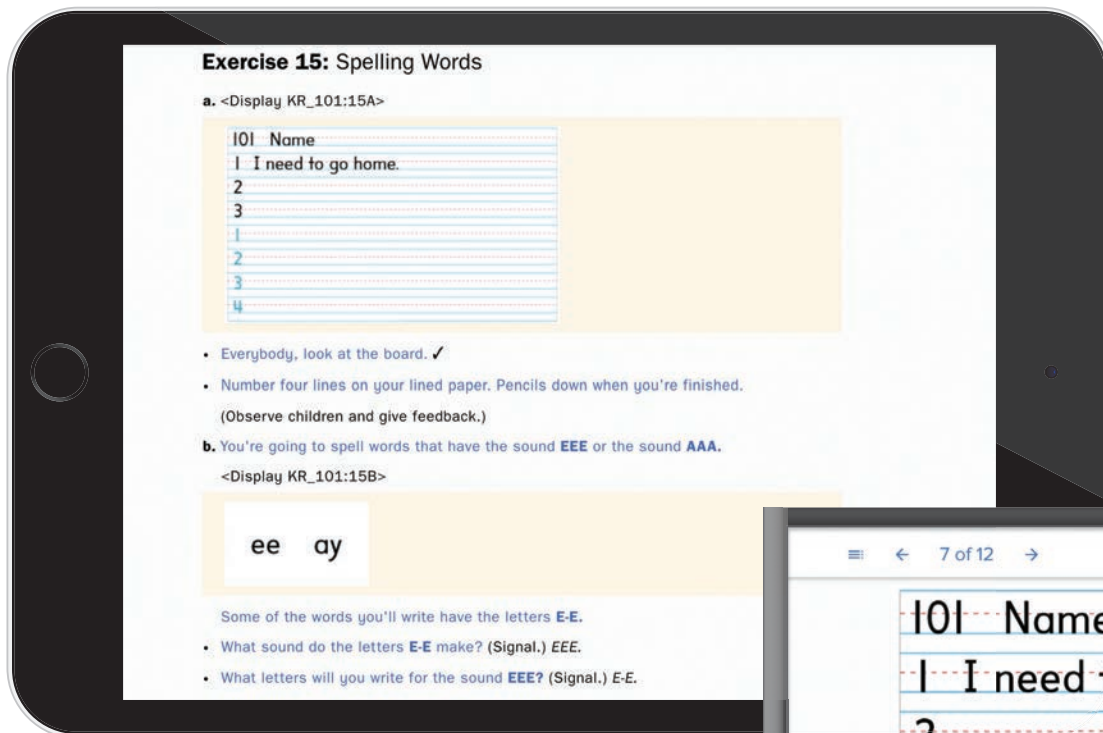 Exercise 15: Spelling Words
a. <Display KR_101:15A>
101 Name
1 I need to go home.
2
3
1
2
3
4
• Everybody, look at the board. ✓
• Number four lines on your lined paper. Pencils down when you're finished.
(Observe children and give feedback.)
b. You're going to spell words that have the sound EEE or the sound AAA.
<Display KR_101:15B>
ee ay
Some of the words you'll write have the letters E-E.
• What sound do the letters E-E make? (Signal.) EEE.
• What letters will you write for the sound EEE? (Signal.) E-E.
7 of 12
101 Name
1 I need
2